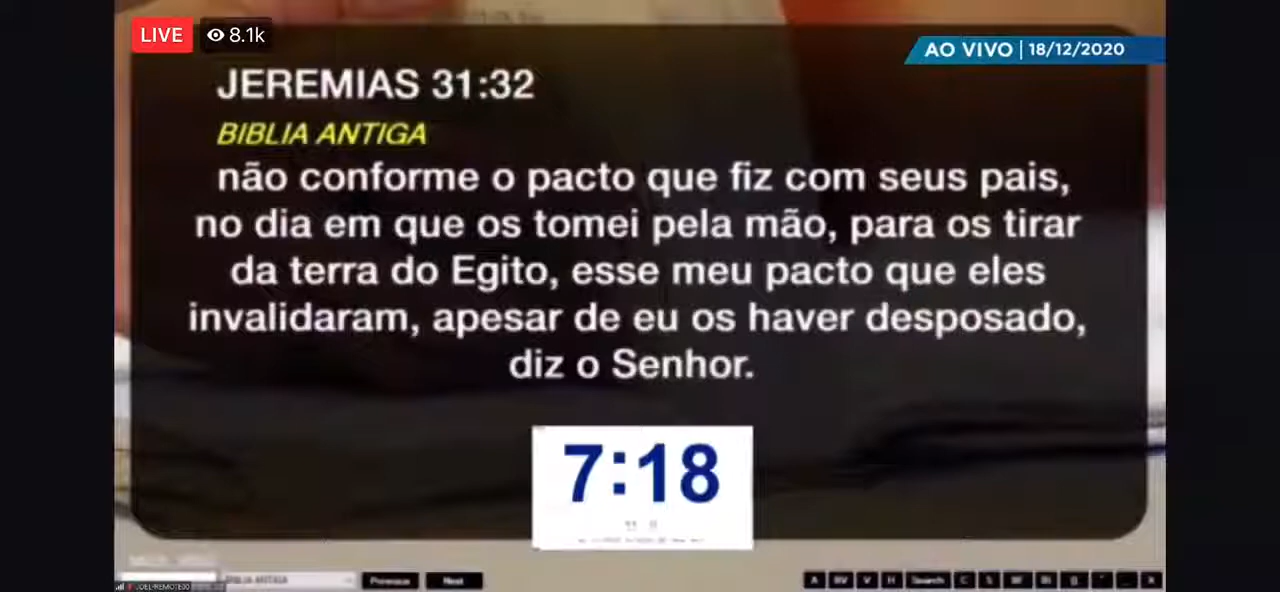 LIVE
8.1k
AO VIVO | 18/12/2020
JEREMIAS 31:32
BIBLIA ANTIGA
não conforme o pacto que fiz com seus pais,
no dia em que os tomei pela mão, para os tirar
da terra do Egito, esse meu pacto que eles
invalidaram, apesar de eu os haver desposado,
diz o Senhor.
7:18
BIBLIA ANTIGA
Previous
Next
Search